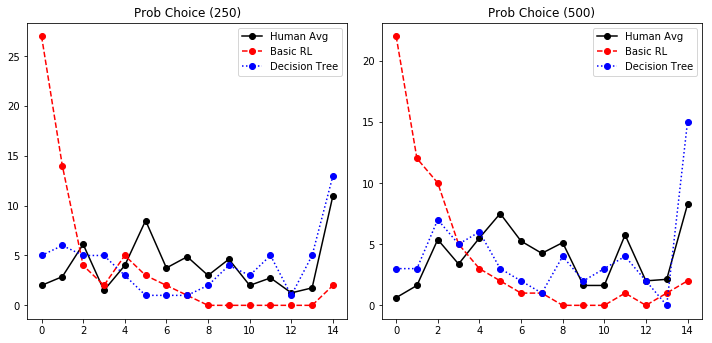 Prob Choice (250)
Human Avg
Basic RL
Decision Tree
25
20
15
10
5
0
0 2 4 6 8 10 12 14
Prob Choice (500)
Human Avg
Basic RL
Decision Tree
20
15
10
5
0
0 2 4 6 8 10 12 14